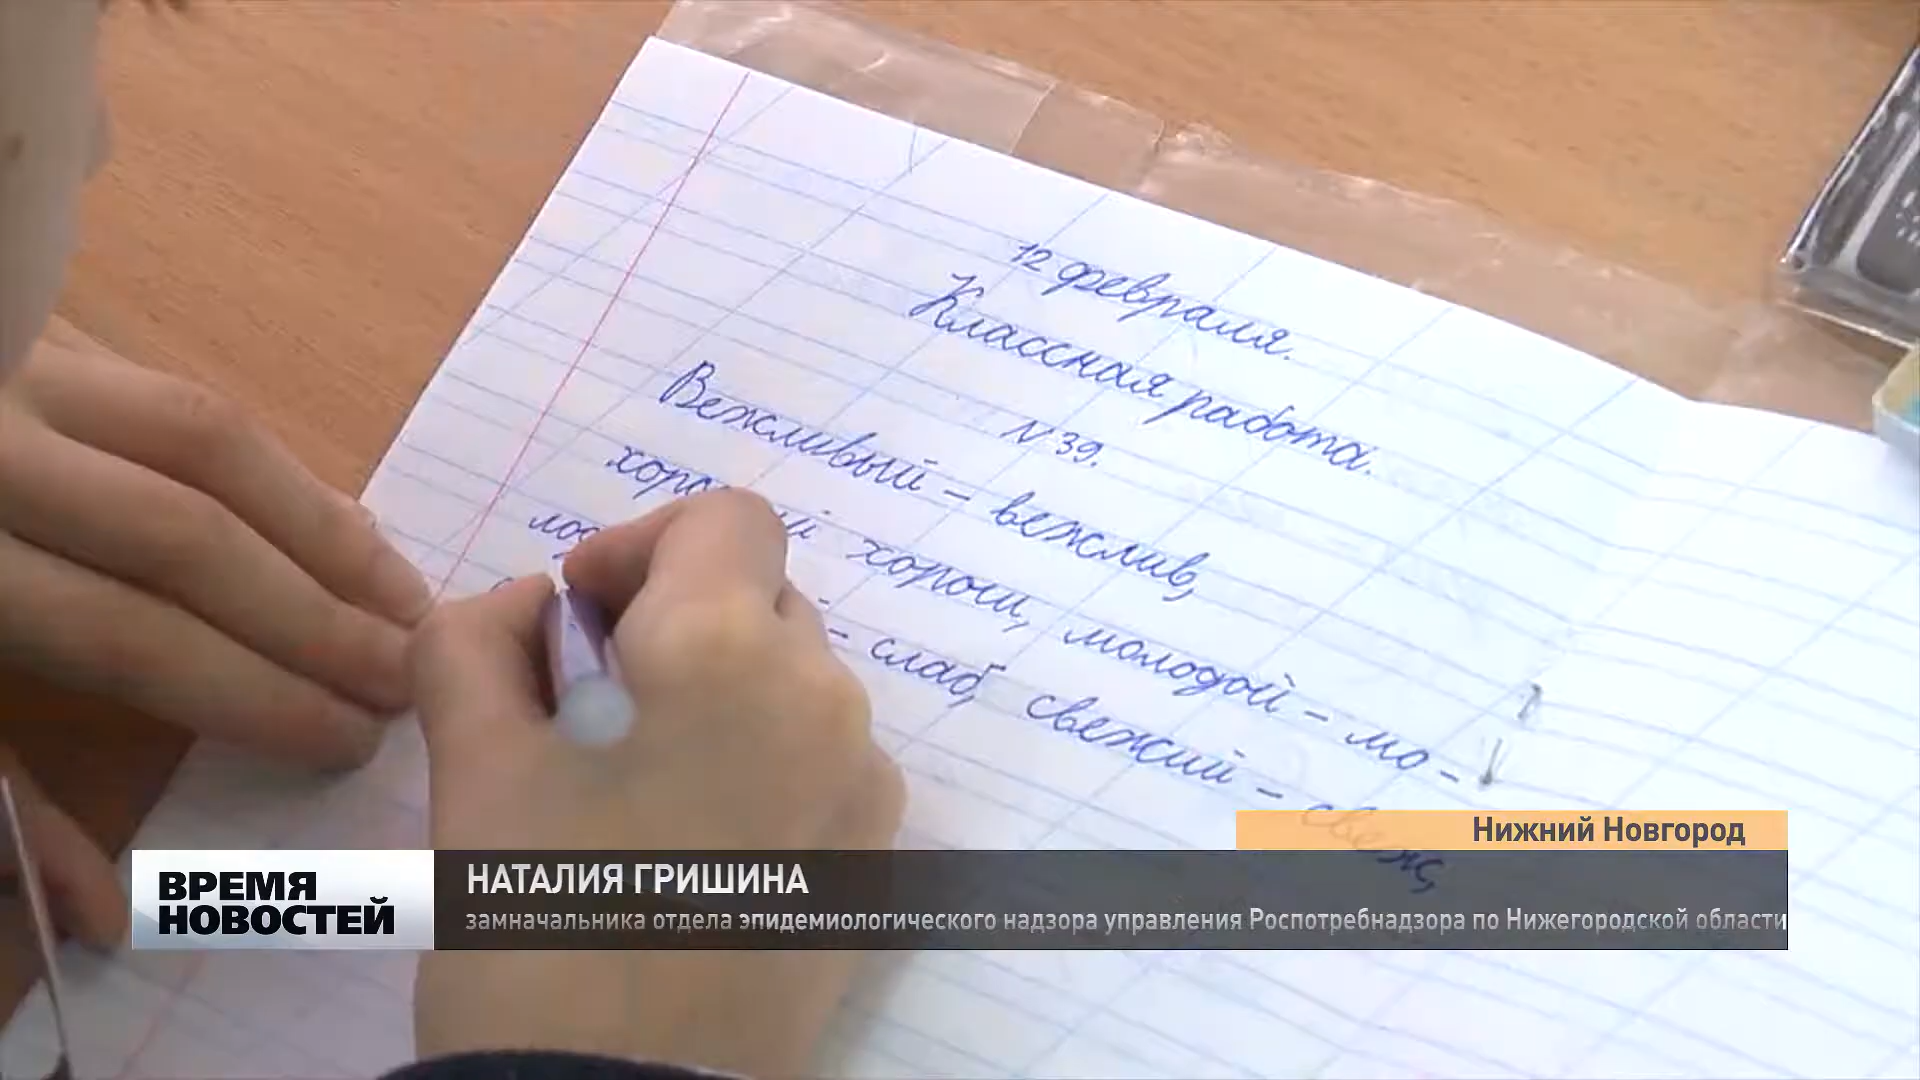 12 февраля.
Классная работа.
N 39.
Вежливый - вежлив,
хорош, молодой - мо-
- слаб, свежий - свеж,
Нижний Новгород
ВРЕМЯ
НОВОСТЕЙ
НАТАЛИЯ ГРИШИНА
замначальника отдела эпидемиологического надзора управления Роспотребнадзора по Нижегородской области